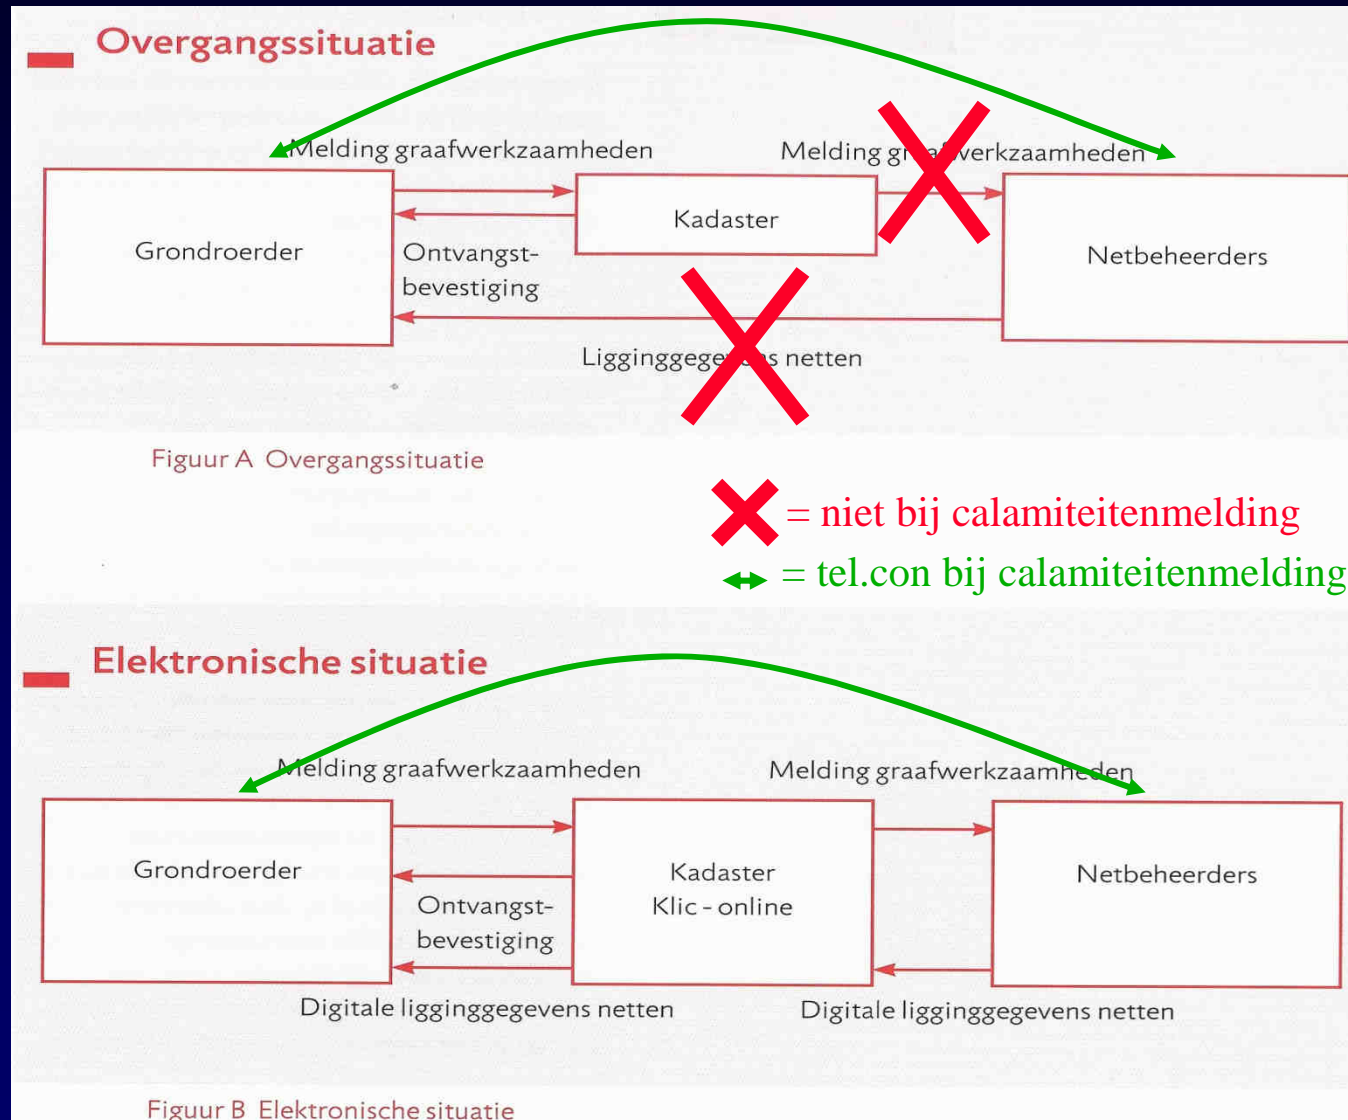 Overgangssituatie
Melding graafwerkzaamheden
Melding graafwerkzaamheden
Grondroerder
Kadaster
Netbeheerders
Ontvangst-
bevestiging
Ligginggegevens netten
Figuur A Overgangssituatie
= niet bij calamiteitenmelding
= tel.con bij calamiteitenmelding
Elektronische situatie
Melding graafwerkzaamheden
Melding graafwerkzaamheden
Grondroerder
Kadaster
Klic - online
Netbeheerders
Ontvangst-
bevestiging
Digitale ligginggegevens netten
Digitale ligginggegevens netten
Figuur B Elektronische situatie